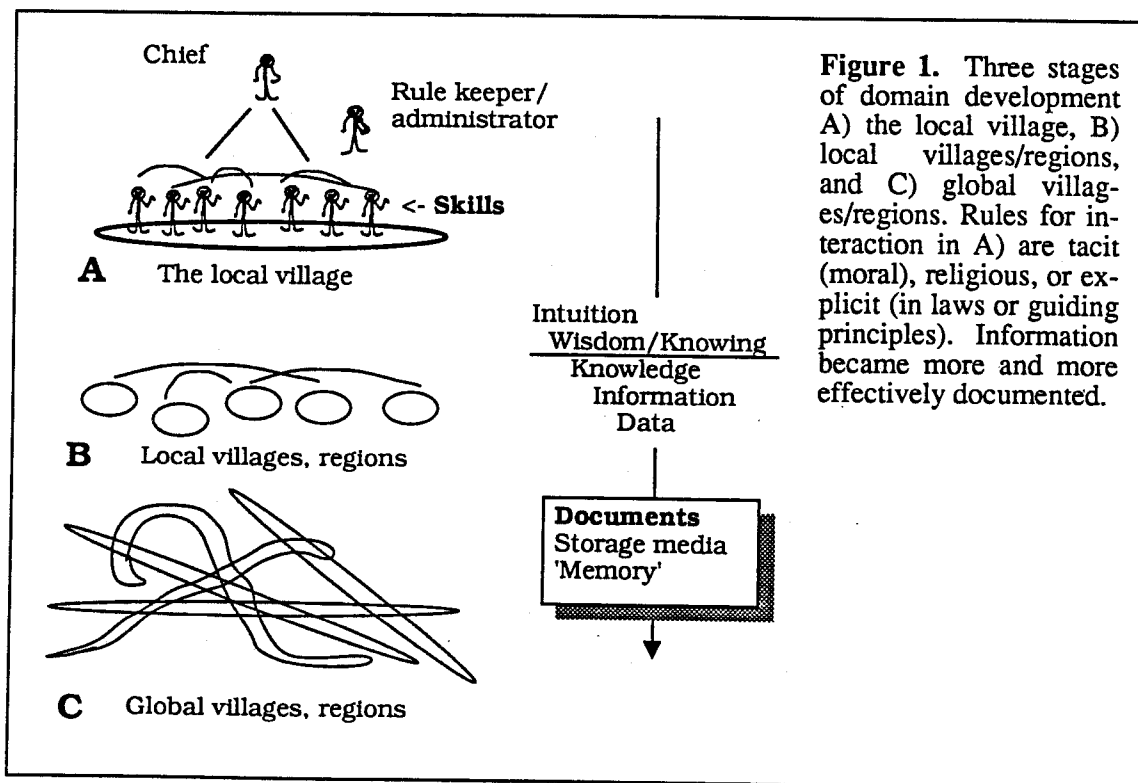 Chief
Rule keeper/
administrator
<- Skills
A The local village
B Local villages, regions
C Global villages, regions
Intuition
Wisdom/Knowing
Knowledge
Information
Data
Documents
Storage media
'Memory'
Figure 1. Three stages
of domain development
A) the local village, B)
local villages/regions,
and C) global villag-
es/regions. Rules for in-
teraction in A) are tacit
(moral), religious, or ex-
plicit (in laws or guiding
principles). Information
became more and more
effectively documented.